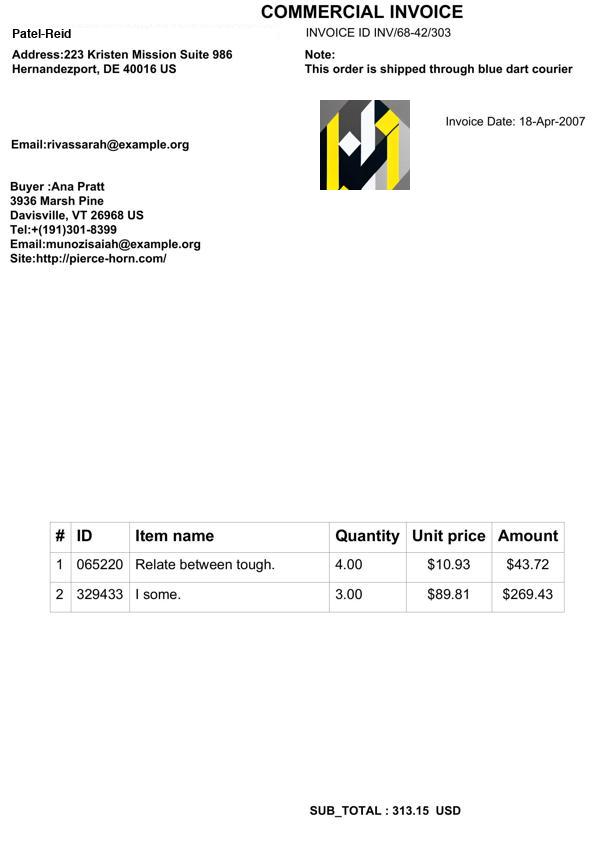 COMMERCIAL INVOICE
Patel-Reid
INVOICE ID INV/68-42/303
Address:223 Kristen Mission Suite 986
Hernandezport, DE 40016 US
Note:
This order is shipped through blue dart courier
Invoice Date: 18-Apr-2007
Email:rivassarah@example.org
Buyer :Ana Pratt
3936 Marsh Pine
Davisville, VT 26968 US
Tel:+(191)301-8399
Email:munozisaiah@example.org
Site:http://pierce-horn.com/
# ID Item name Quantity Unit price Amount
1 065220 Relate between tough. 4.00 $10.93 $43.72
2 329433 I some. 3.00 $89.81 $269.43
SUB_TOTAL : 313.15 USD